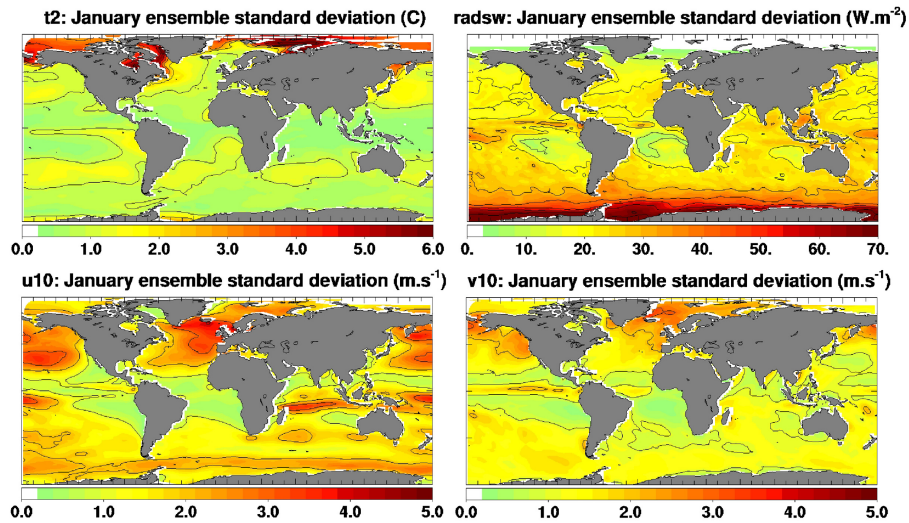 t2: January ensemble standard deviation (C)
radsw: January ensemble standard deviation (W.m-2)
0.0 1.0 2.0 3.0 4.0 5.0 6.0
0. 10. 20. 30. 40. 50. 60. 70.
u10: January ensemble standard deviation (m.s-1)
v10: January ensemble standard deviation (m.s-1)
0.0 1.0 2.0 3.0 4.0 5.0
0.0 1.0 2.0 3.0 4.0 5.0